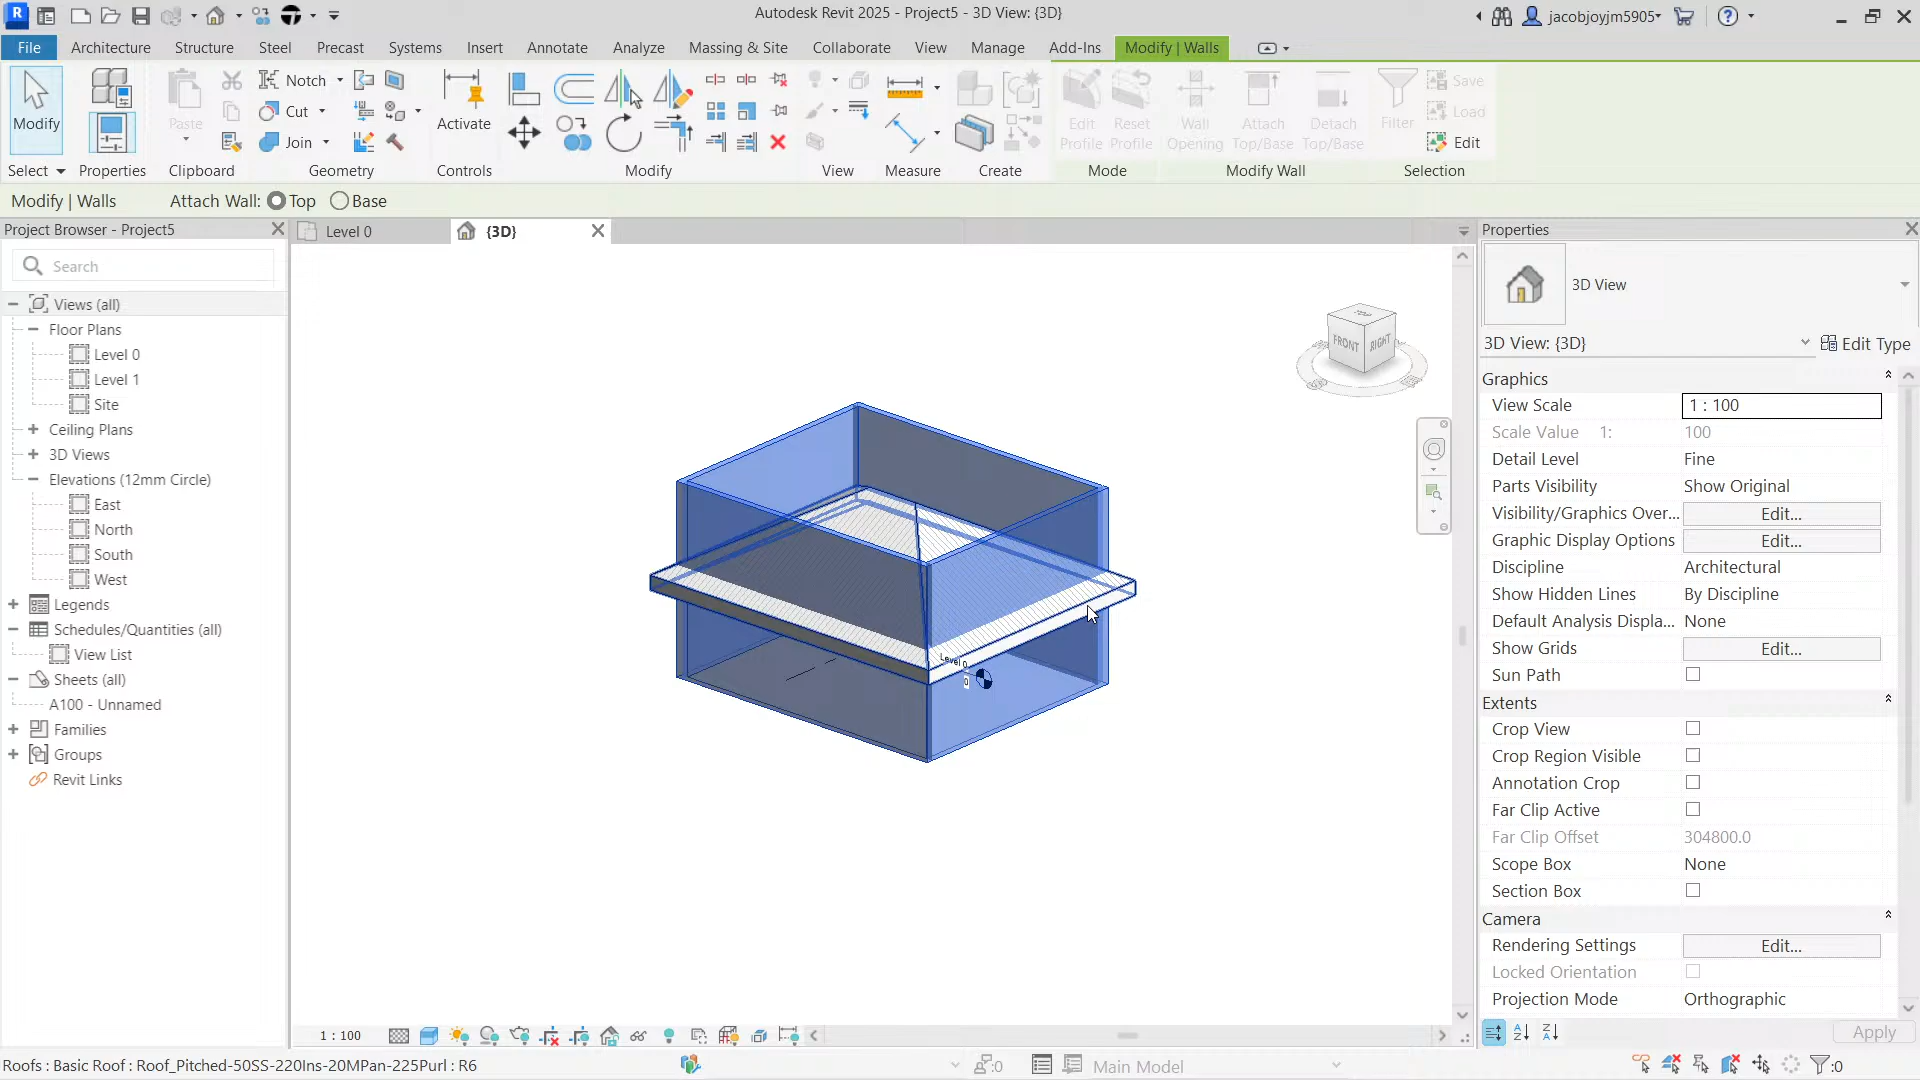 Autodesk Revit 2025 - Project5 - 3D View: {3D}
jacobjoyjm5905
File Architecture Structure Steel Precast Systems Insert Annotate Analyze Massing & Site Collaborate View Manage Add-Ins Modify | Walls
Modify
Paste
Notch
Cut
Join
Activate
Edit Profile
Reset Profile
Wall Opening
Attach Top/Base
Detach Top/Base
Filter
Save
Load
Edit
Select Properties Clipboard Geometry Controls Modify View Measure Create Mode Modify Wall Selection
Modify | Walls Attach Wall: Top Base
Project Browser - Project5
Search
Views (all)
Floor Plans
Level 0
Level 1
Site
Ceiling Plans
3D Views
Elevations (12mm Circle)
East
North
South
West
Legends
Schedules/Quantities (all)
View List
Sheets (all)
A100 - Unnamed
Families
Groups
Revit Links
Level 0 {3D}
TOP
FRONT
RIGHT
Level 0
0
Properties
3D View
3D View: {3D} Edit Type
Graphics
View Scale 1 : 100
Scale Value 1: 100
Detail Level Fine
Parts Visibility Show Original
Visibility/Graphics Over... Edit...
Graphic Display Options Edit...
Discipline Architectural
Show Hidden Lines By Discipline
Default Analysis Displa... None
Show Grids Edit...
Sun Path
Extents
Crop View
Crop Region Visible
Annotation Crop
Far Clip Active
Far Clip Offset 304800.0
Scope Box None
Section Box
Camera
Rendering Settings Edit...
Locked Orientation
Projection Mode Orthographic
Apply
1 : 100
Roofs : Basic Roof : Roof_Pitched-50SS-220Ins-20MPan-225Purl : R6
:0
Main Model
:0